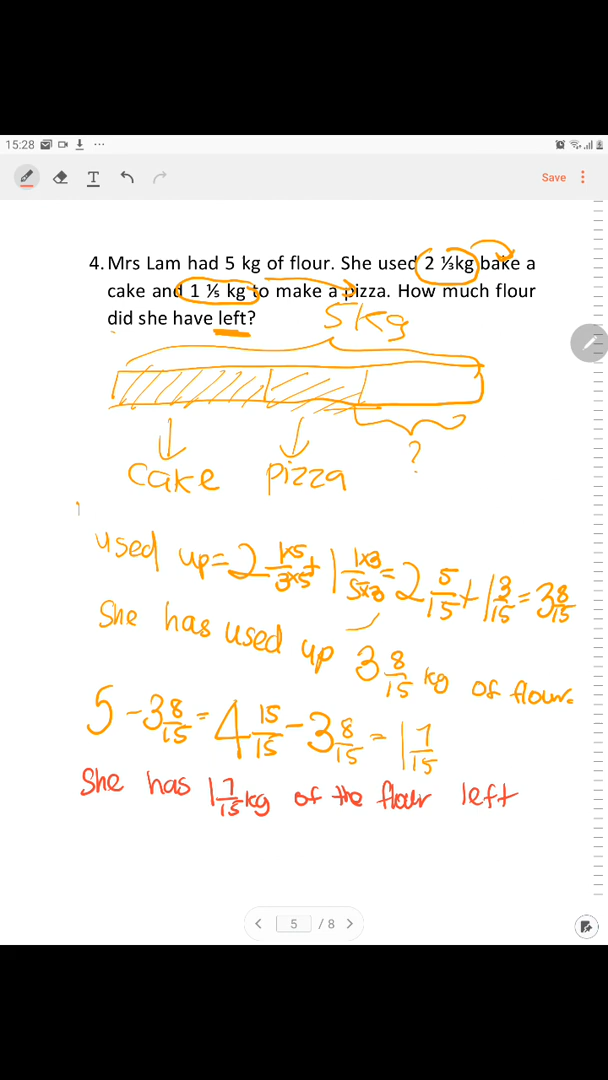 15:28
Save
4. Mrs Lam had 5 kg of flour. She used 2 ⅓kg bake a
cake and 1 ⅕ kg to make a pizza. How much flour
did she have left?
5kg
?
cake pizza
used up = 2 1×5/3×5 + 1 1×3/5×3 = 2 5/15 + 1 3/15 = 3 8/15
She has used up 3 8/15 kg of flour.
5 - 3 8/15 = 4 15/15 - 3 8/15 = 1 7/15
She has 1 7/15 kg of the flour left
5 / 8